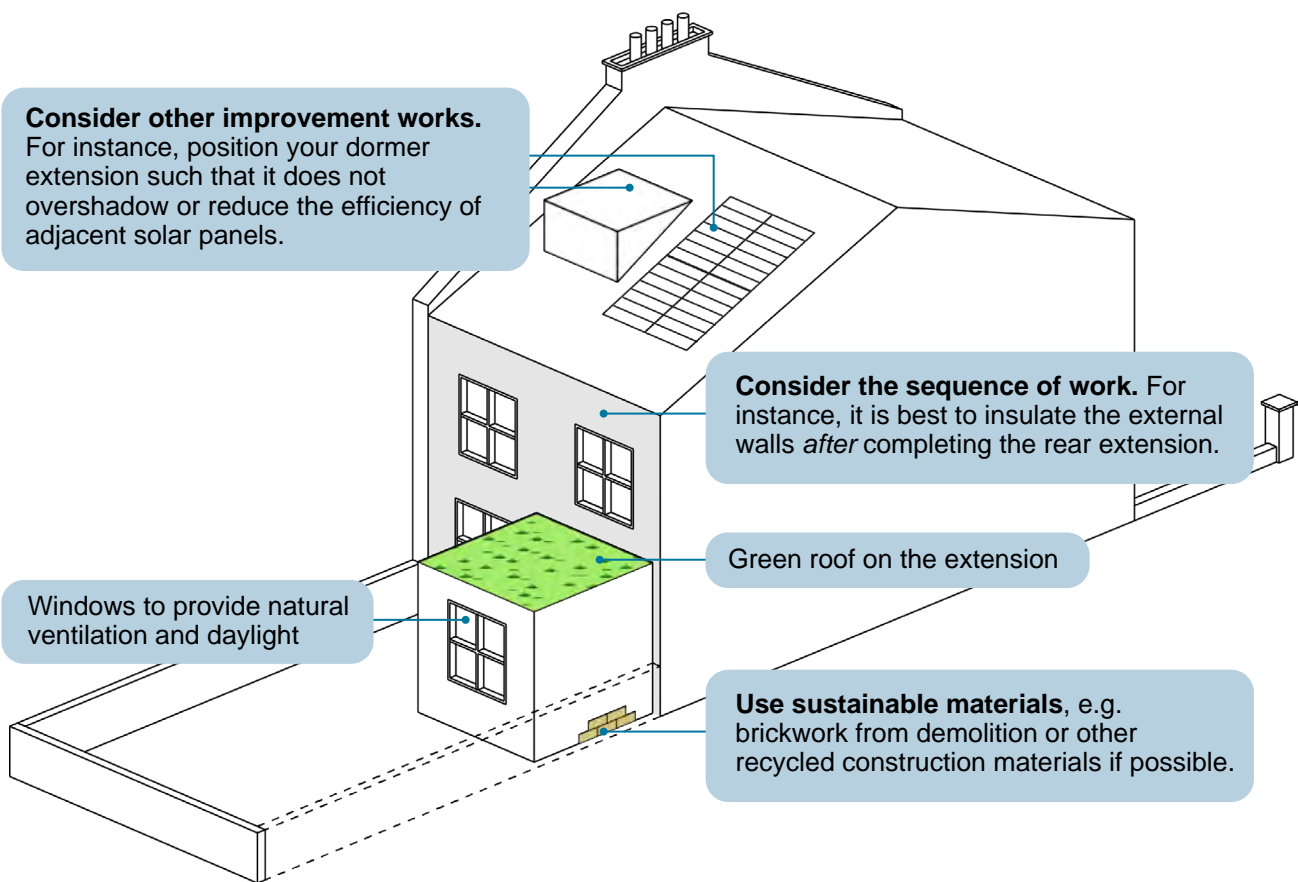 Consider other improvement works.
For instance, position your dormer
extension such that it does not
overshadow or reduce the efficiency of
adjacent solar panels.
Consider the sequence of work. For
instance, it is best to insulate the external
walls after completing the rear extension.
Green roof on the extension
Windows to provide natural
ventilation and daylight
Use sustainable materials, e.g.
brickwork from demolition or other
recycled construction materials if possible.